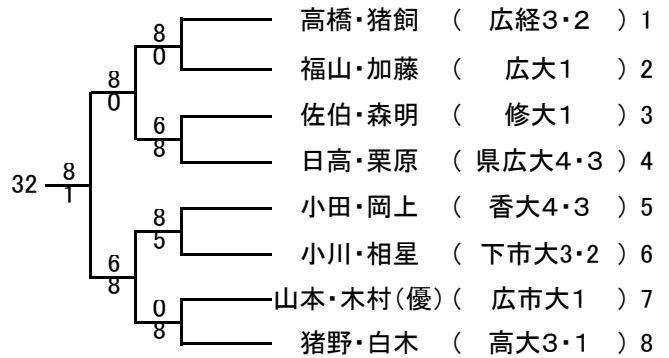 高橋・猪飼 ( 広経3・2 ) 1
8
0
福山・加藤 ( 広大1 ) 2
8
0
佐伯・森明 ( 修大1 ) 3
6
8
日高・栗原 ( 県広大4・3 ) 4
32
8
1
小田・岡上 ( 香大4・3 ) 5
8
5
小川・相星 ( 下市大3・2 ) 6
6
8
山本・木村(優) ( 広市大1 ) 7
0
8
猪野・白木 ( 高大3・1 ) 8